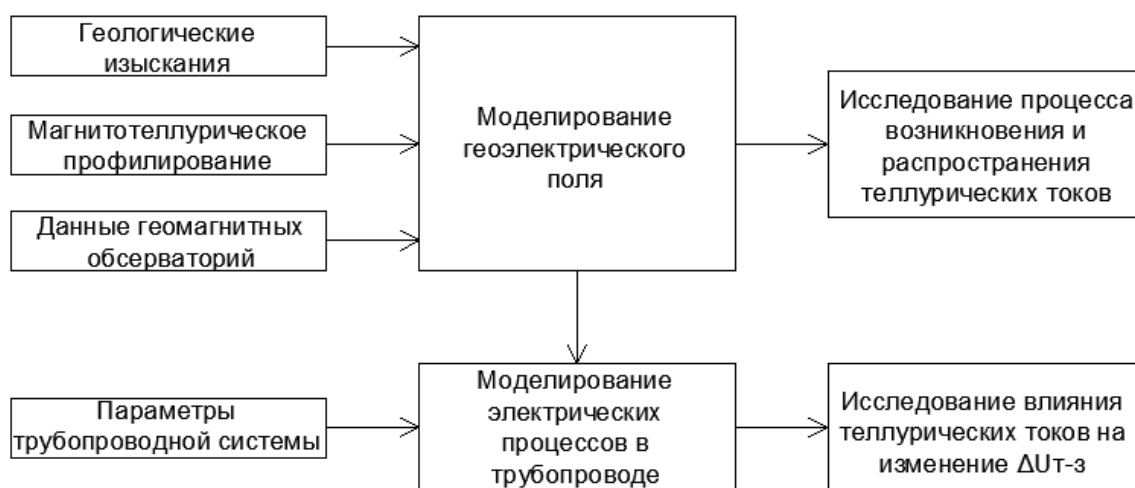 Геологические
изыскания
Магнитотеллурическое
профилирование
Данные геомагнитных
обсерваторий
Моделирование
геоэлектрического
поля
Исследование процесса
возникновения и
распространения
теллурических токов
Параметры
трубопроводной системы
Моделирование
электрических
процессов в
трубопроводе
Исследование влияния
теллурических токов на
изменение ΔUт-з